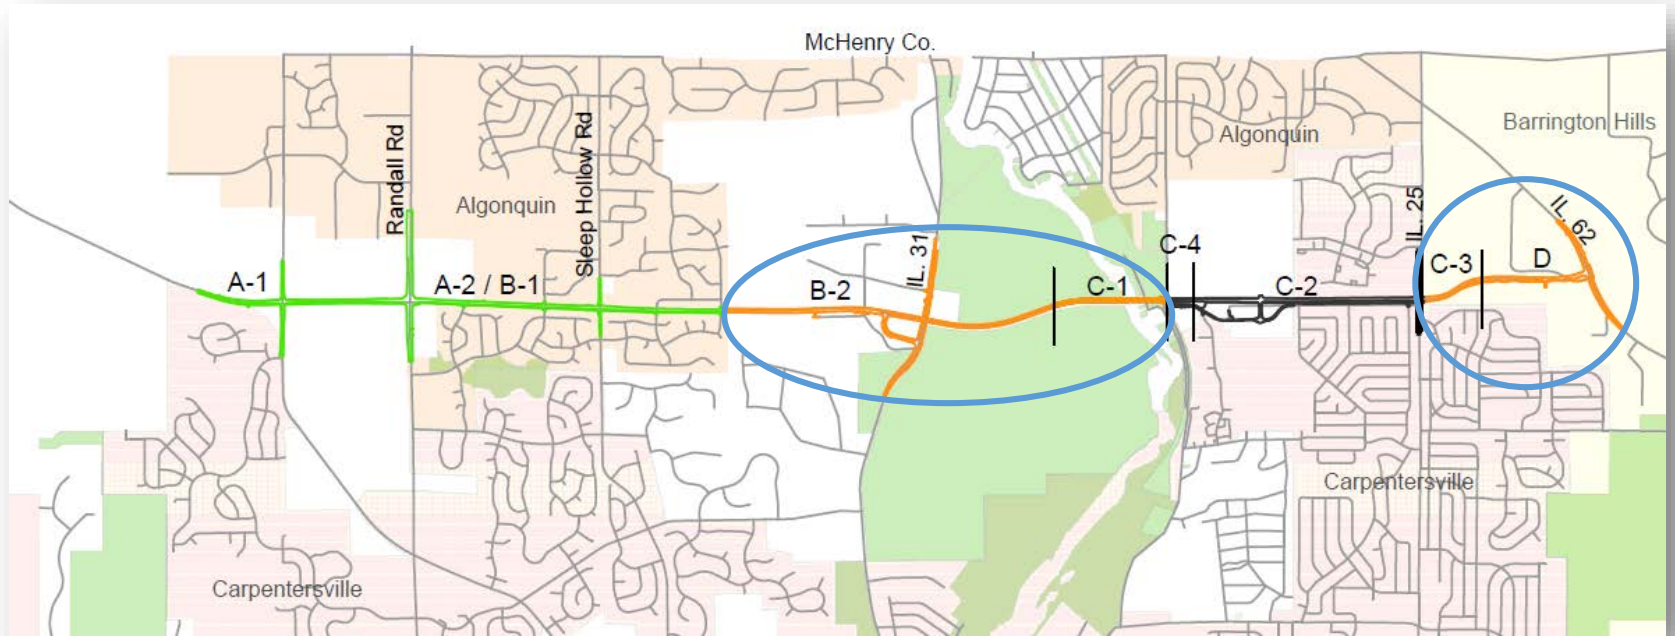 McHenry Co.
Randall Rd
Sleep Hollow Rd
Algonquin
Algonquin
Barrington Hills
IL. 31
IL. 25
IL. 62
A-1
A-2 / B-1
B-2
C-1
C-4
C-2
C-3
D
Carpentersville
Carpentersville